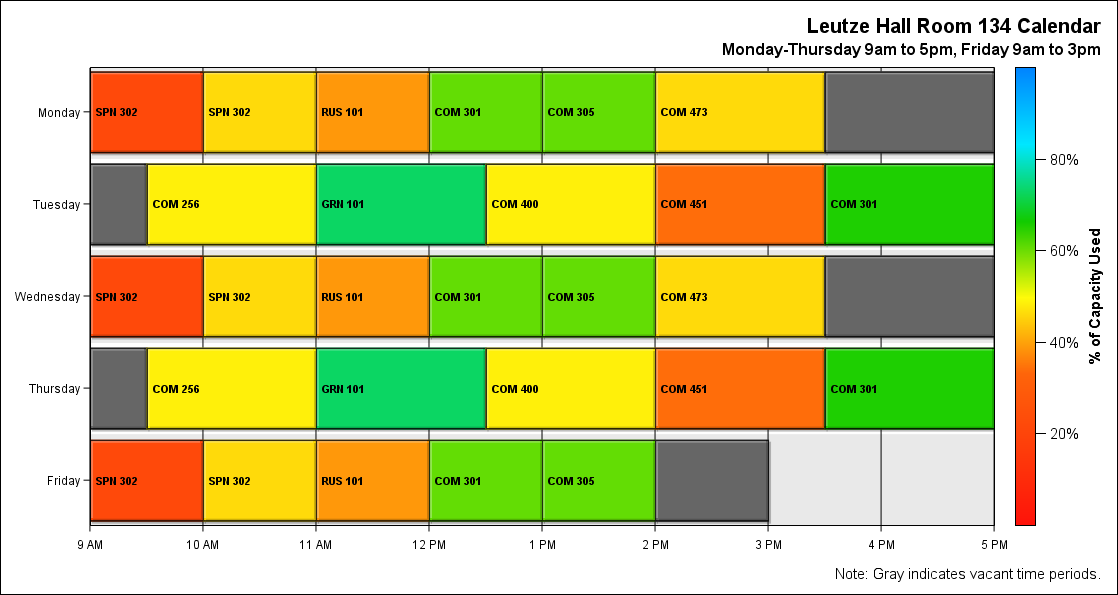 Leutze Hall Room 134 Calendar
Monday-Thursday 9am to 5pm, Friday 9am to 3pm
Monday SPN 302 SPN 302 RUS 101 COM 301 COM 305 COM 473
Tuesday COM 256 GRN 101 COM 400 COM 451 COM 301
Wednesday SPN 302 SPN 302 RUS 101 COM 301 COM 305 COM 473
Thursday COM 256 GRN 101 COM 400 COM 451 COM 301
Friday SPN 302 SPN 302 RUS 101 COM 301 COM 305
9 AM 10 AM 11 AM 12 PM 1 PM 2 PM 3 PM 4 PM 5 PM
80%
60%
40%
20%
% of Capacity Used
Note: Gray indicates vacant time periods.